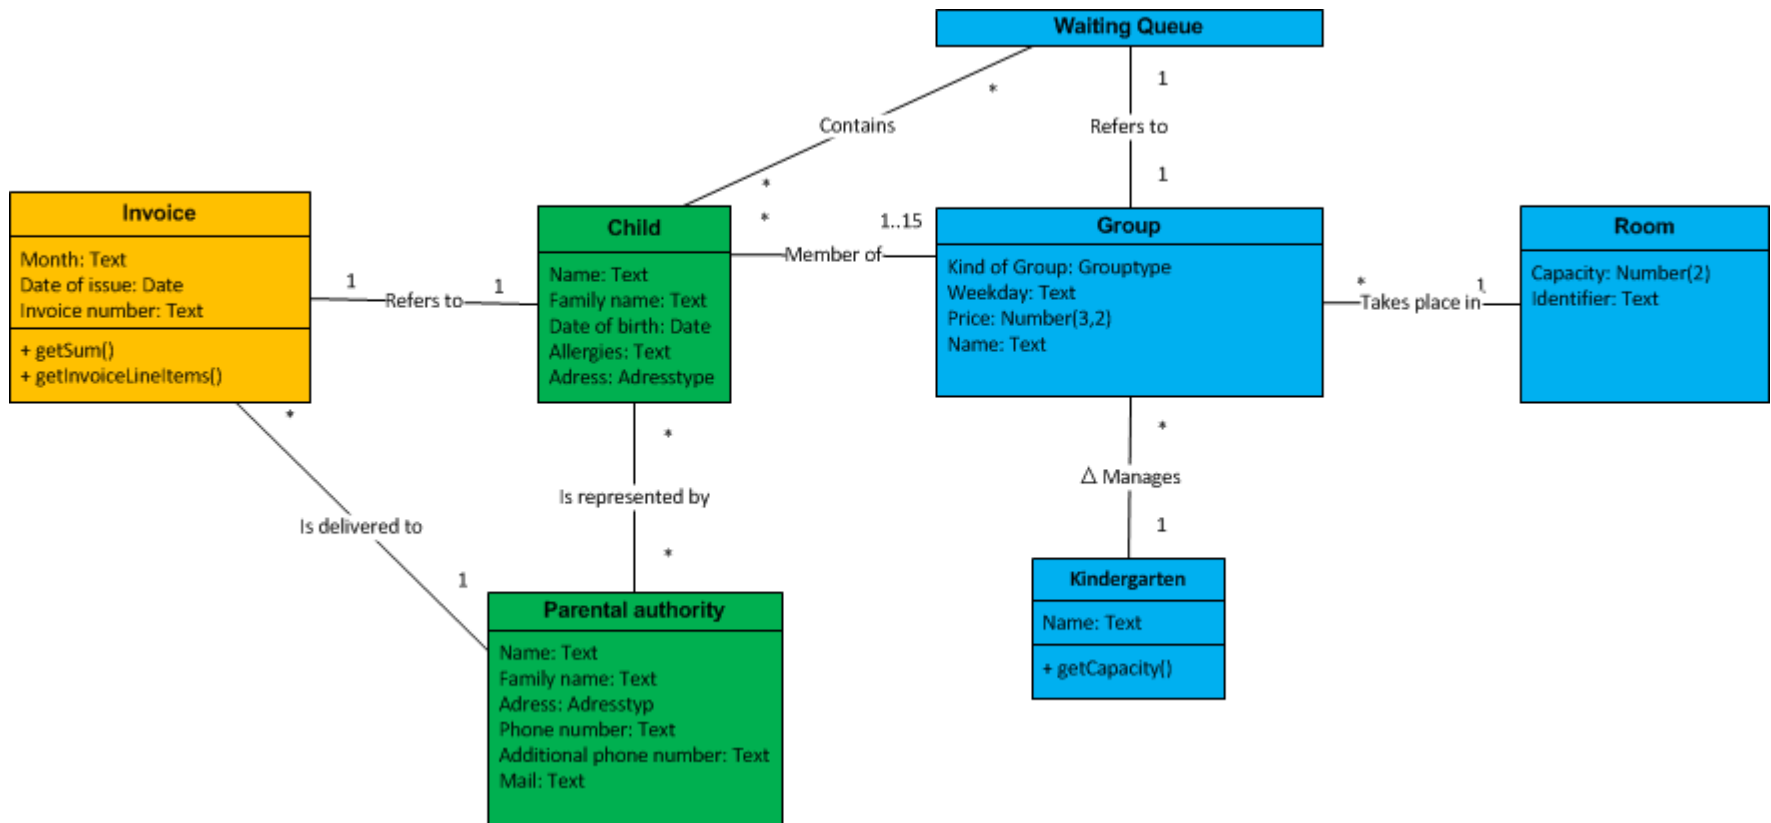 Waiting Queue
*
1
Contains
Refers to
*
1
Invoice
Month: Text
Date of issue: Date
Invoice number: Text
+ getSum()
+ getInvoiceLineItems()
1
Refers to
1
Child
Name: Text
Family name: Text
Date of birth: Date
Allergies: Text
Adress: Adresstype
*
Member of
1..15
Group
Kind of Group: Grouptype
Weekday: Text
Price: Number(3,2)
Name: Text
*
Takes place in
1
Room
Capacity: Number(2)
Identifier: Text
*
Is delivered to
1
*
Is represented by
*
*
Δ Manages
1
Parental authority
Name: Text
Family name: Text
Adress: Adresstyp
Phone number: Text
Additional phone number: Text
Mail: Text
Kindergarten
Name: Text
+ getCapacity()